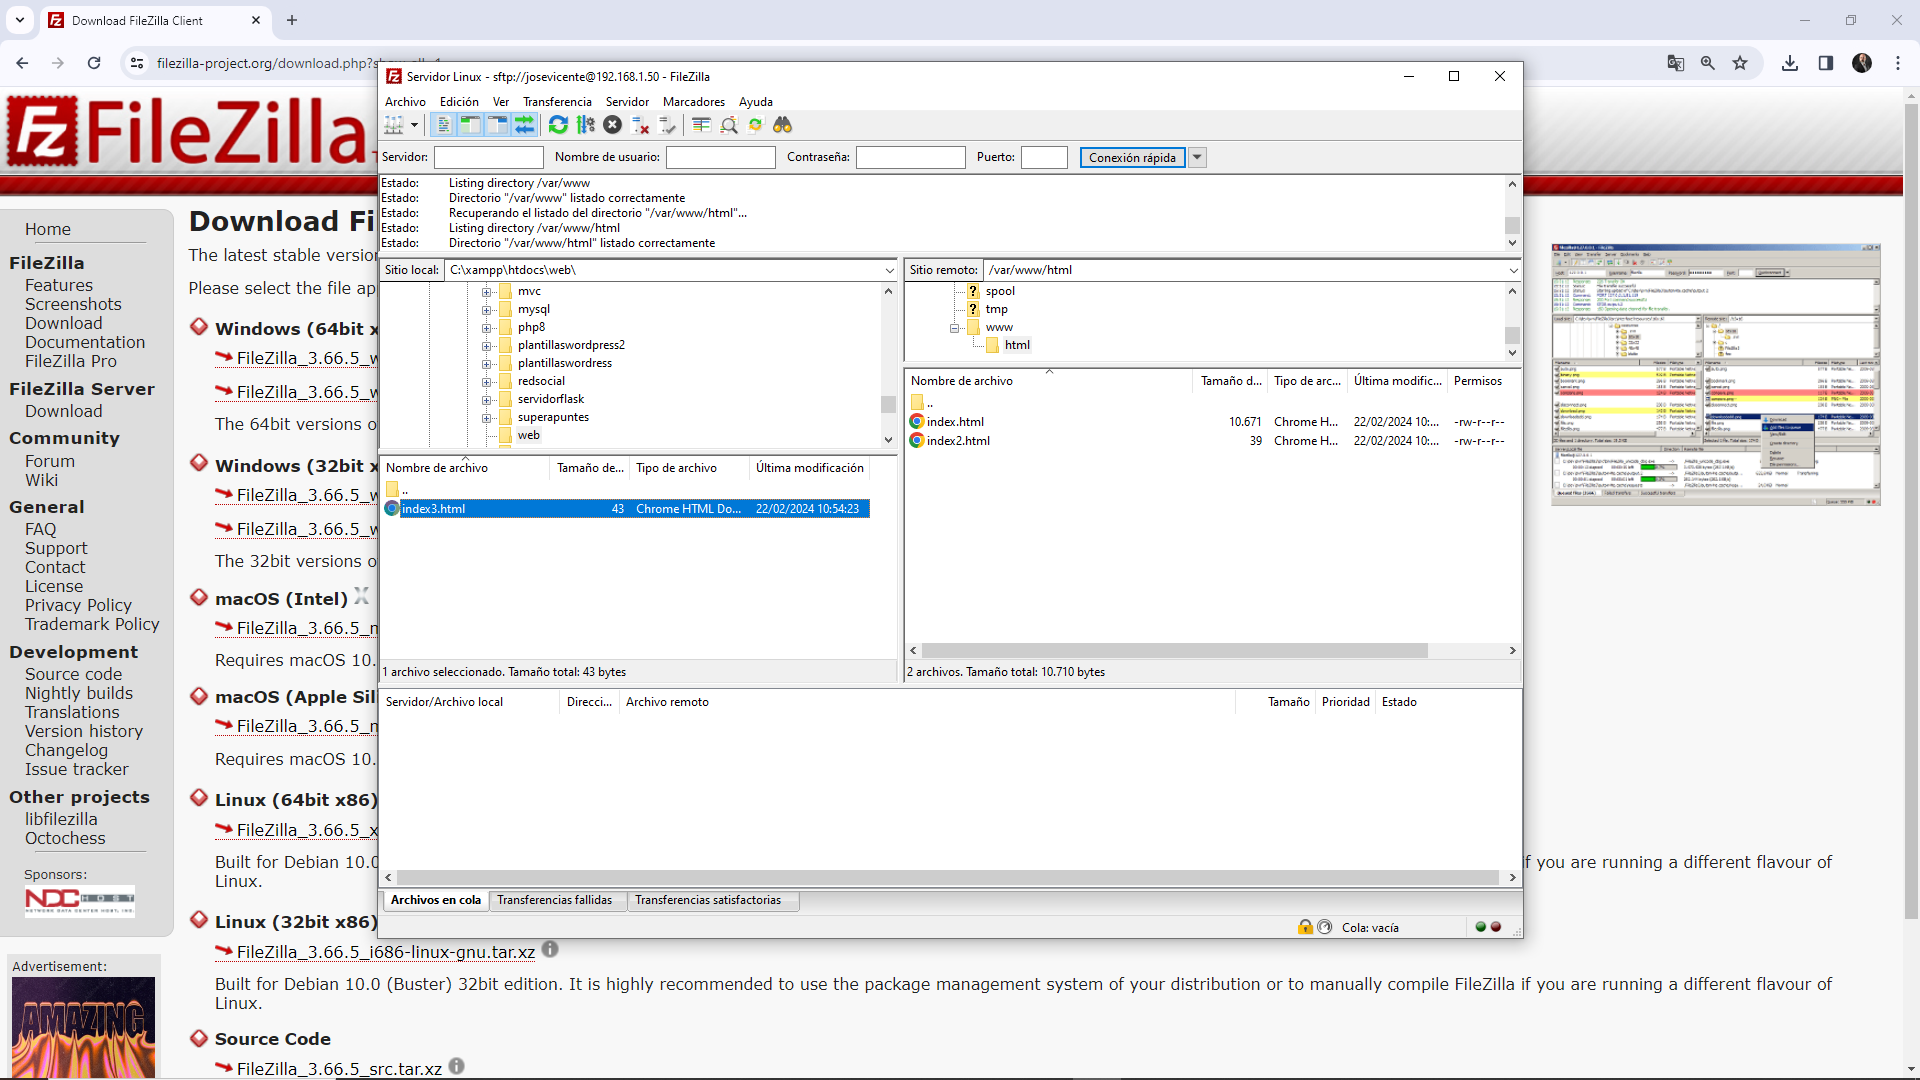 Download FileZilla Client
filezilla-project.org/download.php?
FileZilla
Home
FileZilla
Features
Screenshots
Download
Documentation
FileZilla Pro
FileZilla Server
Download
Community
Forum
Wiki
General
FAQ
Support
Contact
License
Privacy Policy
Trademark Policy
Development
Source code
Nightly builds
Translations
Version history
Changelog
Issue tracker
Other projects
libfilezilla
Octochess
Sponsors:
NDC HOST
NETWORK DATA CENTER HOST, INC.
Advertisement:
AMAZING
Download Fi
The latest stable versio
Please select the file ap
Windows (64bit x
FileZilla_3.66.5_w
FileZilla_3.66.5_w
The 64bit versions o
Windows (32bit x
FileZilla_3.66.5_w
FileZilla_3.66.5_w
The 32bit versions o
macOS (Intel)
FileZilla_3.66.5_m
Requires macOS 10.
macOS (Apple Sil
FileZilla_3.66.5_m
Requires macOS 10.
Linux (64bit x86)
FileZilla_3.66.5_x
Built for Debian 10.0
if you are running a different flavour of
Linux.
Linux (32bit x86)
FileZilla_3.66.5_i686-linux-gnu.tar.xz
Built for Debian 10.0 (Buster) 32bit edition. It is highly recommended to use the package management system of your distribution or to manually compile FileZilla if you are running a different flavour of
Linux.
Source Code
FileZilla_3.66.5_src.tar.xz
Servidor Linux - sftp://josevicente@192.168.1.50 - FileZilla
Archivo Edición Ver Transferencia Servidor Marcadores Ayuda
Servidor: Nombre de usuario: Contraseña: Puerto: Conexión rápida
Estado: Listing directory /var/www
Estado: Directorio "/var/www" listado correctamente
Estado: Recuperando el listado del directorio "/var/www/html"...
Estado: Listing directory /var/www/html
Estado: Directorio "/var/www/html" listado correctamente
Sitio local: C:\xampp\htdocs\web\
mvc
mysql
php8
plantillaswordpress2
plantillaswordress
redsocial
servidorflask
superapuntes
web
Nombre de archivo Tamaño de... Tipo de archivo Última modificación
..
index3.html 43 Chrome HTML Do... 22/02/2024 10:54:23
1 archivo seleccionado. Tamaño total: 43 bytes
Sitio remoto: /var/www/html
spool
tmp
www
html
Nombre de archivo Tamaño d... Tipo de arc... Última modific... Permisos
..
index.html 10.671 Chrome H... 22/02/2024 10:... -rw-r--r--
index2.html 39 Chrome H... 22/02/2024 10:... -rw-r--r--
2 archivos. Tamaño total: 10.710 bytes
Servidor/Archivo local Direcci... Archivo remoto Tamaño Prioridad Estado
Archivos en cola Transferencias fallidas Transferencias satisfactorias
Cola: vacía